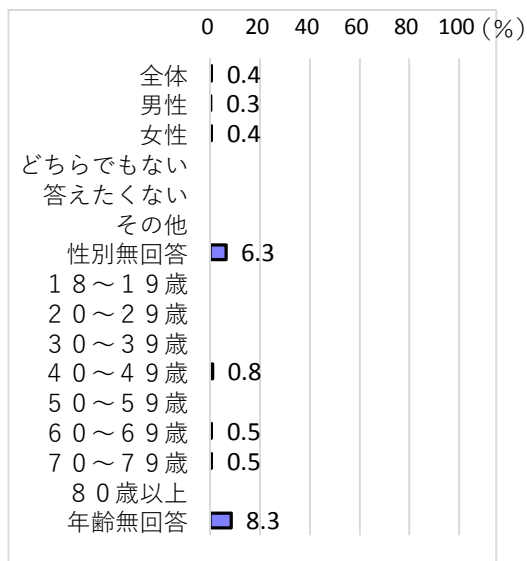 0 20 40 60 80 100 (%)
全体 0.4
男性 0.3
女性 0.4
どちらでもない
答えたくない
その他
性別無回答 6.3
１８～１９歳
２０～２９歳
３０～３９歳
４０～４９歳 0.8
５０～５９歳
６０～６９歳 0.5
７０～７９歳 0.5
８０歳以上
年齢無回答 8.3